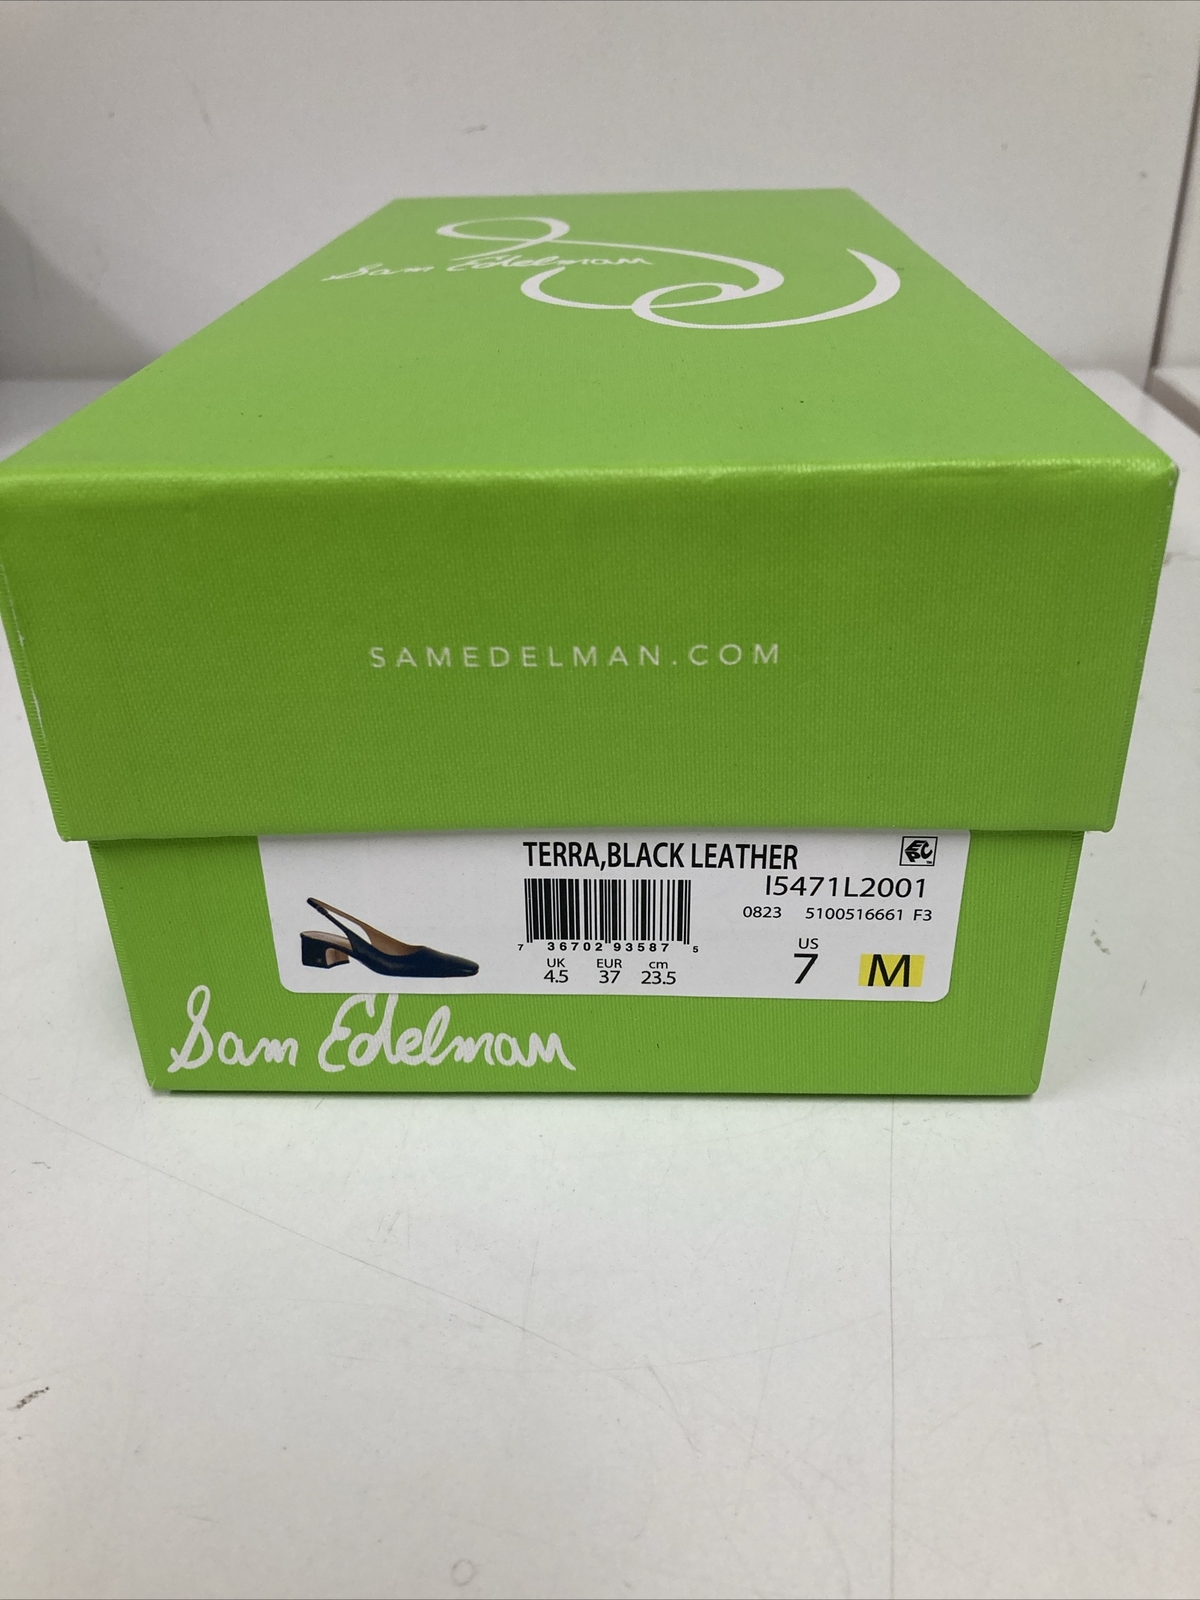 Sam Edelman
SAMEDELMAN.COM
TERRA,BLACK LEATHER
I5471L2001
0823 5100516661 F3
7 36702 93587 5
UK EUR cm
4.5 37 23.5
US
7 M
Sam Edelman